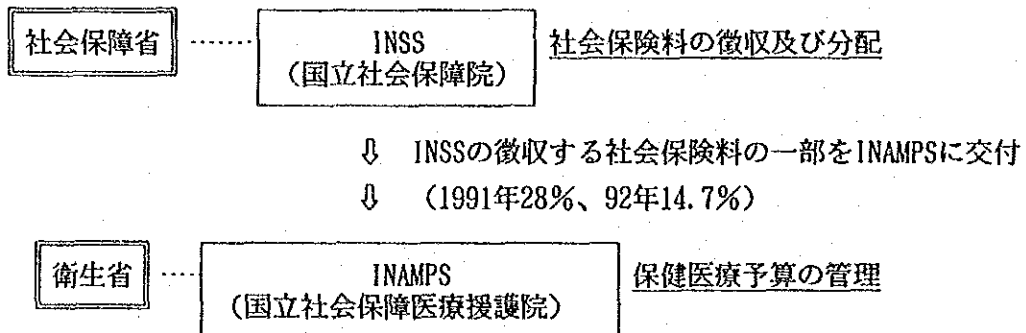 社会保障省 ...... INSS 社会保険料の徴収及び分配
(国立社会保障院)
⇩ INSSの徴収する社会保険料の一部をINAMPSに交付
⇩ (1991年28%、92年14.7%)
衛生省 ..... INAMPS 保健医療予算の管理
(国立社会保障医療援護院)